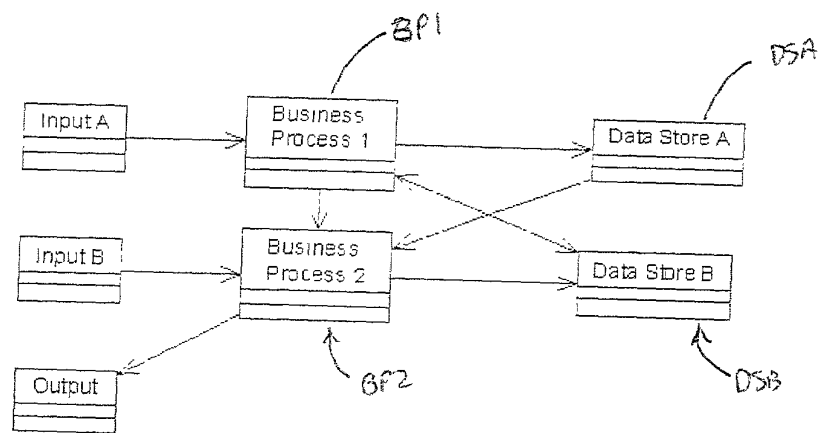 BP1
DSA
Input A
Business
Process 1
Data Store A
Input B
Business
Process 2
Data Store B
Output
BP2
DSB